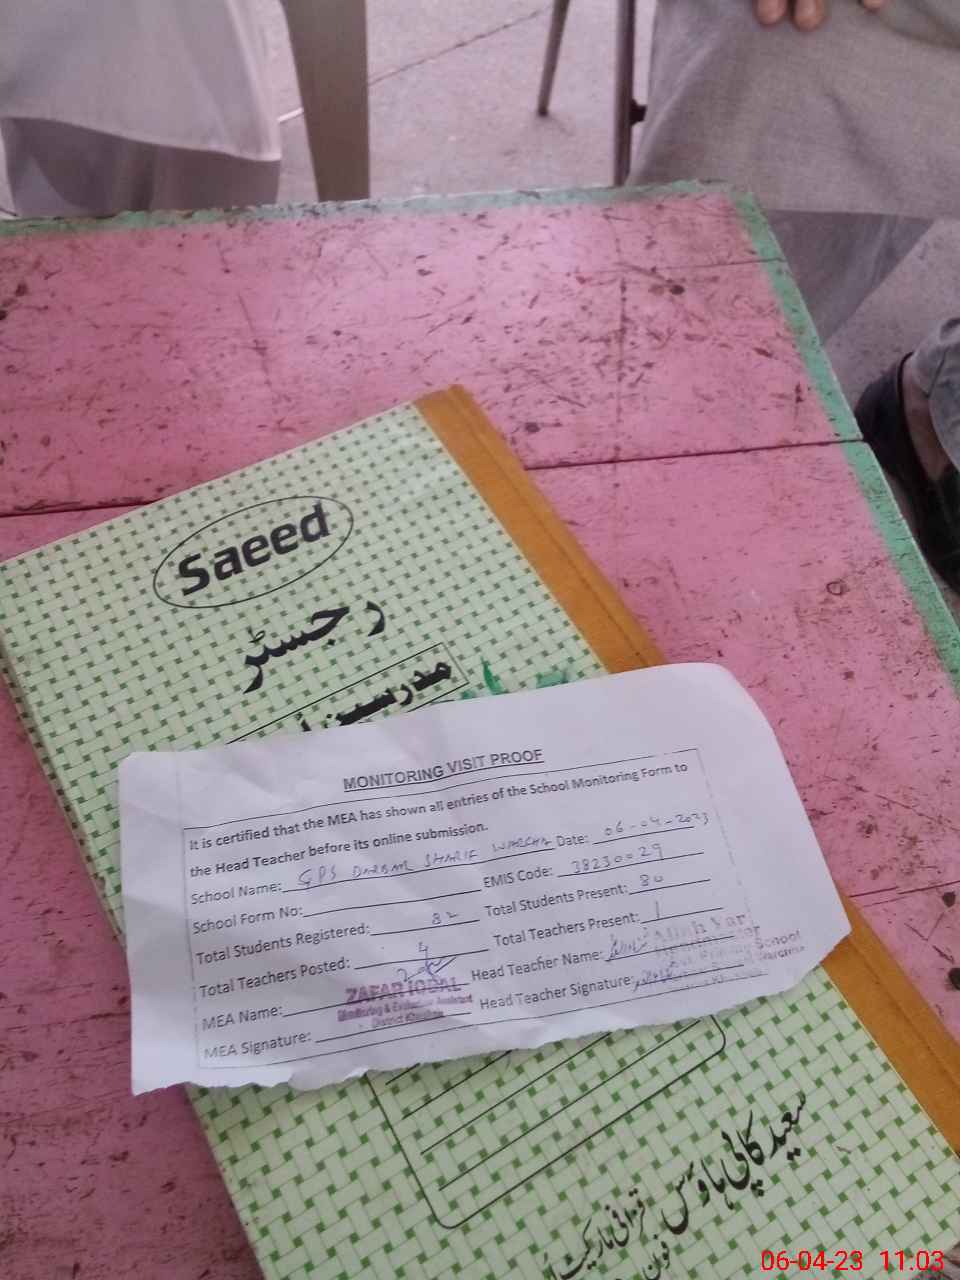 Saeed
رجسٹر
مدرسین
MONITORING VISIT PROOF
It is certified that the MEA has shown all entries of the School Monitoring Form to
the Head Teacher before its online submission.
School Name: GPS DARBAR SHARIF WARCHA Date: 06-04-2023
School Form No: EMIS Code: 38230029
Total Students Registered: 82 Total Students Present: 80
Total Teachers Posted: 4 Total Teachers Present: 1
MEA Name: Head Teacher Name:
ZAFAR IQBAL
Monitoring & Evaluation Assistant
District Khushab
MEA Signature: Head Teacher Signature:
Primary School
سعید کاپی ہاؤس
فون
06-04-23 11.03